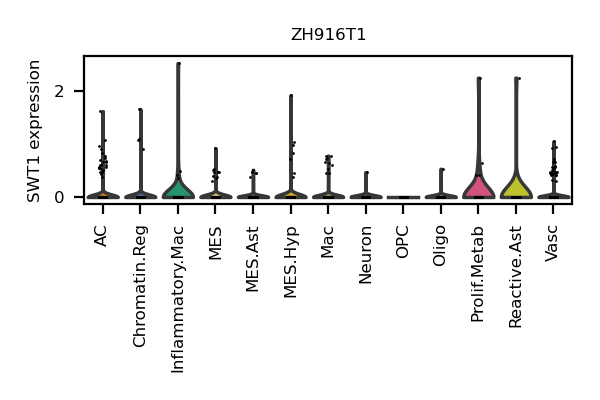 ZH916T1
SWT1 expression
2
0
AC
Chromatin.Reg
Inflammatory.Mac
MES
MES.Ast
MES.Hyp
Mac
Neuron
OPC
Oligo
Prolif.Metab
Reactive.Ast
Vasc